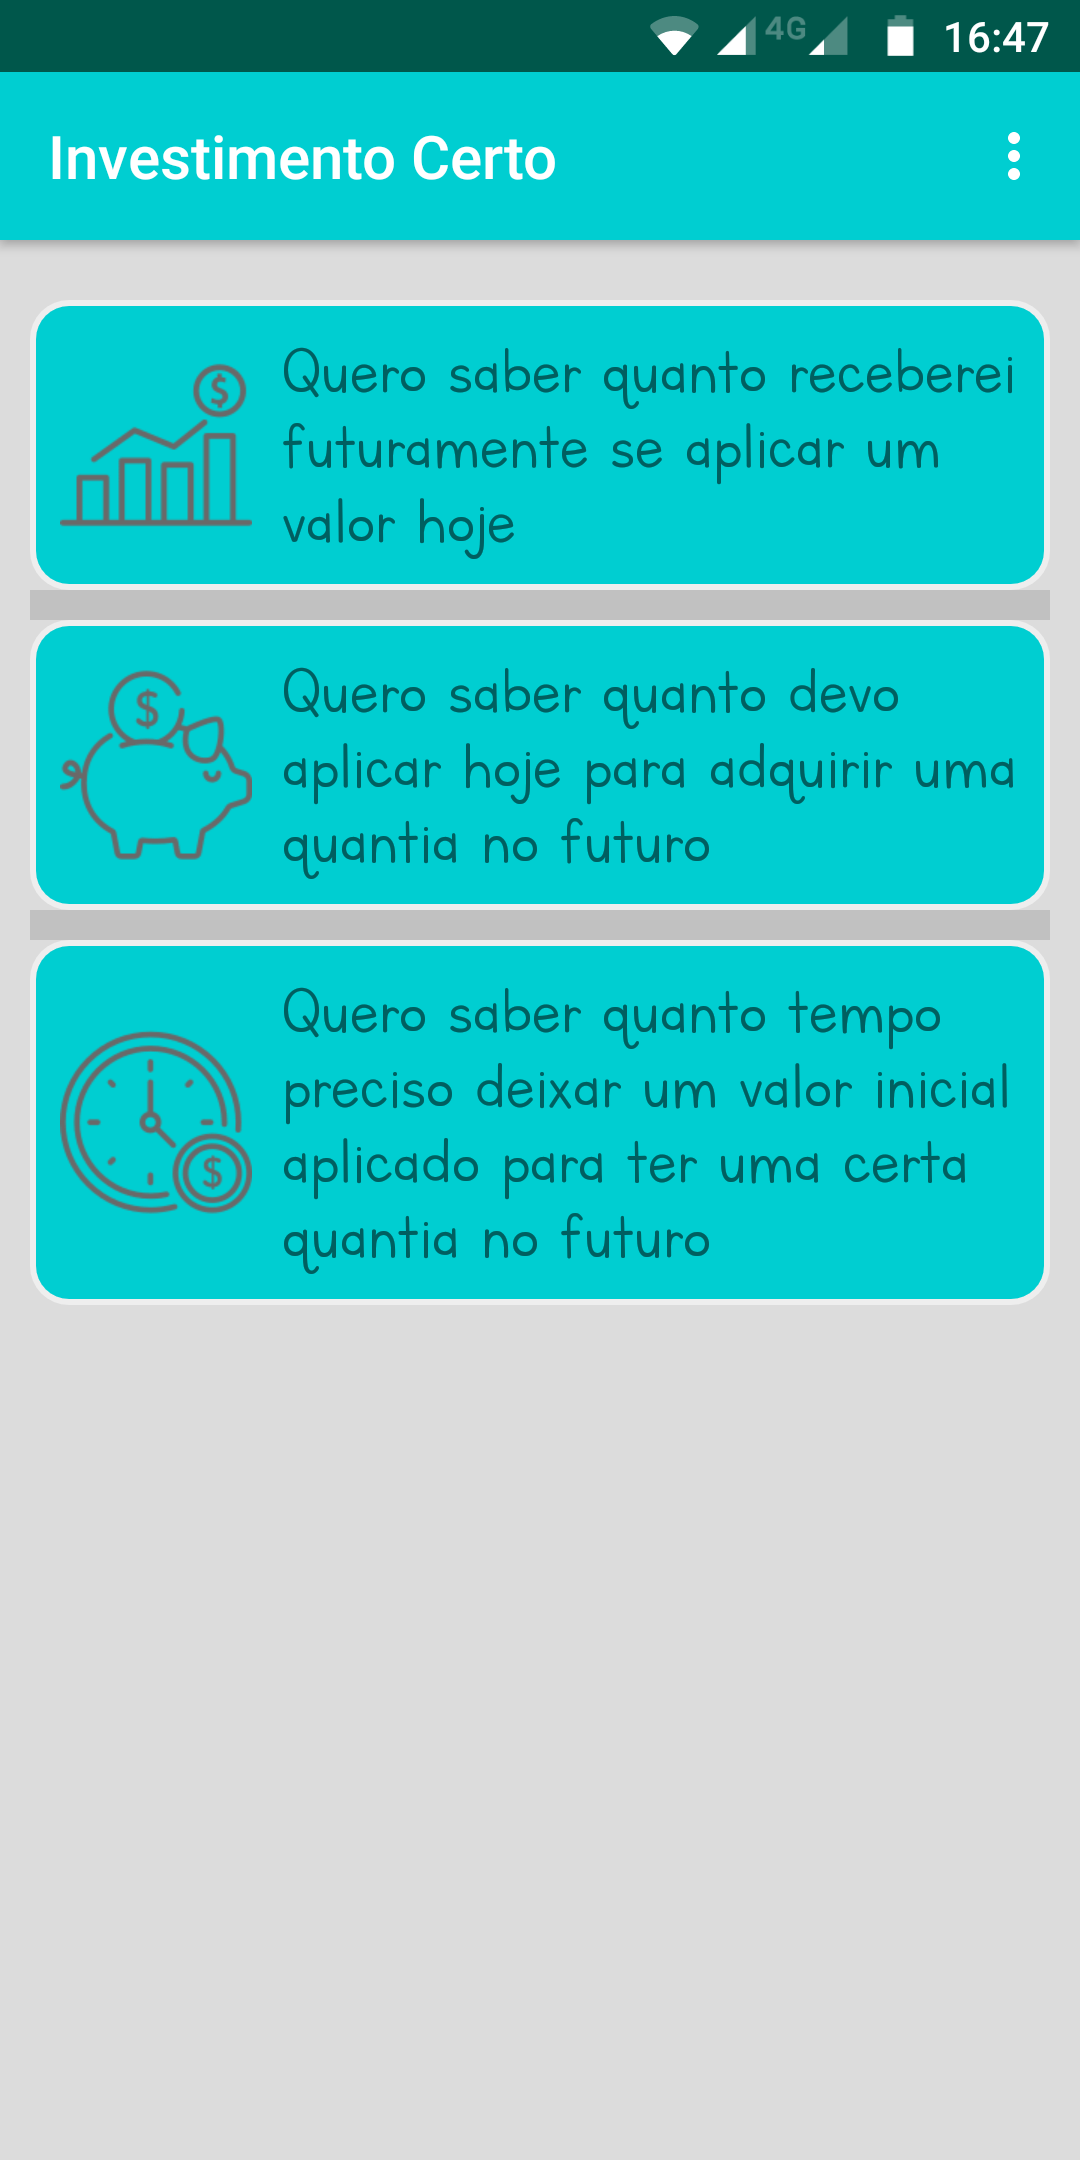 4G 16:47
Investimento Certo
Quero saber quanto receberei
futuramente se aplicar um
valor hoje
Quero saber quanto devo
aplicar hoje para adquirir uma
quantia no futuro
Quero saber quanto tempo
preciso deixar um valor inicial
aplicado para ter uma certa
quantia no futuro